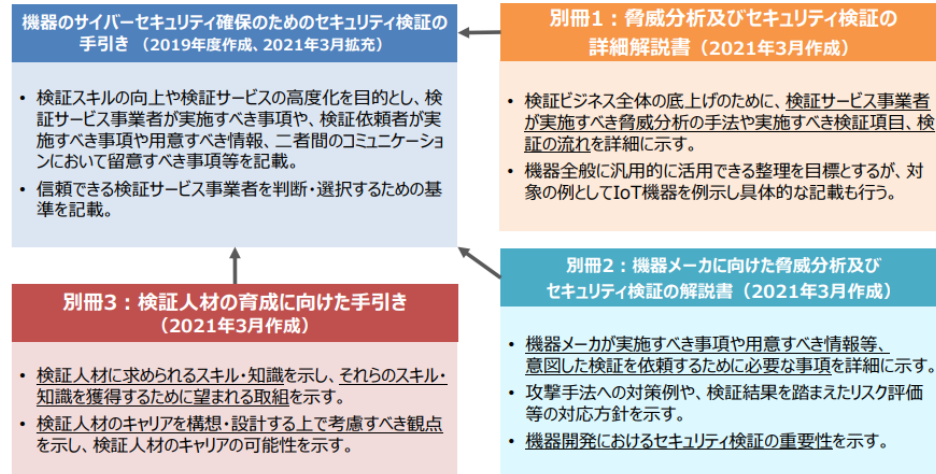 機器のサイバーセキュリティ確保のためのセキュリティ検証の
手引き （2019年度作成、2021年3月拡充）
• 検証スキルの向上や検証サービスの高度化を目的とし、検
証サービス事業者が実施すべき事項や、検証依頼者が実
施すべき事項や用意すべき情報、二者間のコミュニケーショ
ンにおいて留意すべき事項等を記載。
• 信頼できる検証サービス事業者を判断・選択するための基
準を記載。
別冊1：脅威分析及びセキュリティ検証の
詳細解説書（2021年3月作成）
• 検証ビジネス全体の底上げのために、検証サービス事業者
が実施すべき脅威分析の手法や実施すべき検証項目、検
証の流れを詳細に示す。
• 機器全般に汎用的に活用できる整理を目標とするが、対
象の例としてIoT機器を例示し具体的な記載も行う。
別冊3：検証人材の育成に向けた手引き
（2021年3月作成）
• 検証人材に求められるスキル・知識を示し、それらのスキル・
知識を獲得するために望まれる取組を示す。
• 検証人材のキャリアを構想・設計する上で考慮すべき観点
を示し、検証人材のキャリアの可能性を示す。
別冊2：機器メーカに向けた脅威分析及び
セキュリティ検証の解説書（2021年3月作成）
• 機器メーカが実施すべき事項や用意すべき情報等、
意図した検証を依頼するために必要な事項を詳細に示す。
• 攻撃手法への対策例や、検証結果を踏まえたリスク評価
等の対応方針を示す。
• 機器開発におけるセキュリティ検証の重要性を示す。